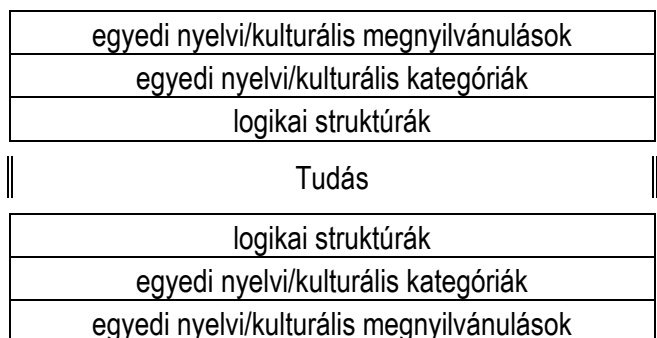 egyedi nyelvi/kulturális megnyilvánulások
egyedi nyelvi/kulturális kategóriák
logikai struktúrák
Tudás
logikai struktúrák
egyedi nyelvi/kulturális kategóriák
egyedi nyelvi/kulturális megnyilvánulások